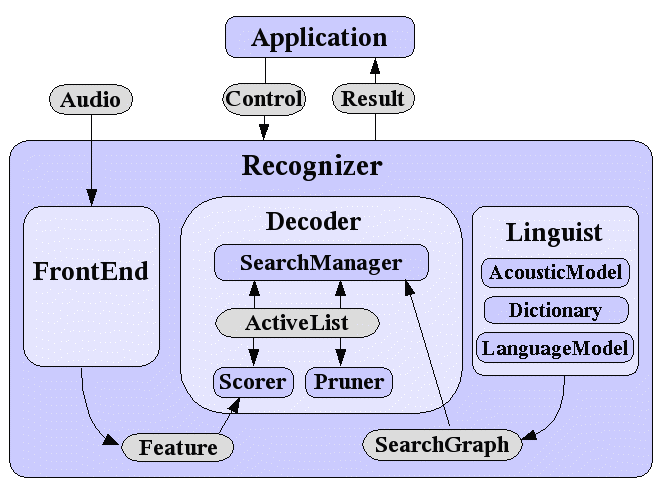 Application
Audio
Control
Result
Recognizer
FrontEnd
Decoder
SearchManager
ActiveList
Scorer
Pruner
Linguist
AcousticModel
Dictionary
LanguageModel
Feature
SearchGraph